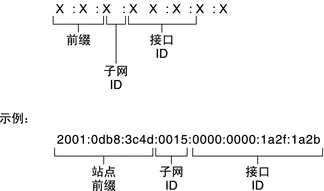 X : X : X : X : X : X : X : X
前缀
接口
ID
子网
ID
示例：
2001:0db8:3c4d:0015:0000:0000:1a2f:1a2b
站点
前缀
子网
ID
接口
ID